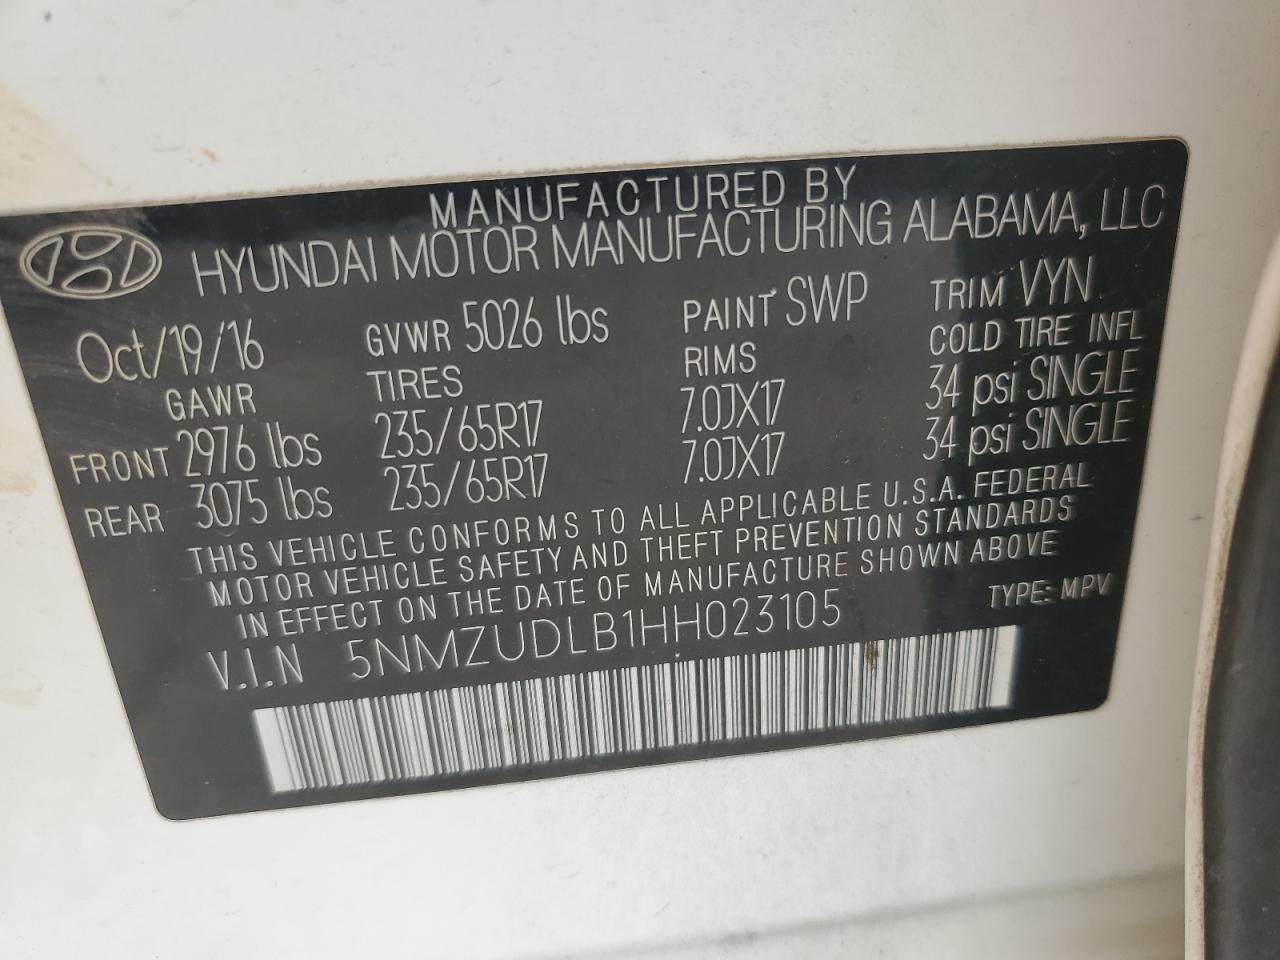 MANUFACTURED BY
HYUNDAI MOTOR MANUFACTURING ALABAMA, LLC
Oct/19/16 GVWR 5026 lbs PAINT SWP TRIM VYN
GAWR TIRES RIMS COLD TIRE INFL
FRONT 2976 lbs 235/65R17 7.0JX17 34 psi SINGLE
REAR 3075 lbs 235/65R17 7.0JX17 34 psi SINGLE
THIS VEHICLE CONFORMS TO ALL APPLICABLE U.S.A. FEDERAL
MOTOR VEHICLE SAFETY AND THEFT PREVENTION STANDARDS
IN EFFECT ON THE DATE OF MANUFACTURE SHOWN ABOVE
V.I.N 5NMZUDLB1HH023105 TYPE: MPV